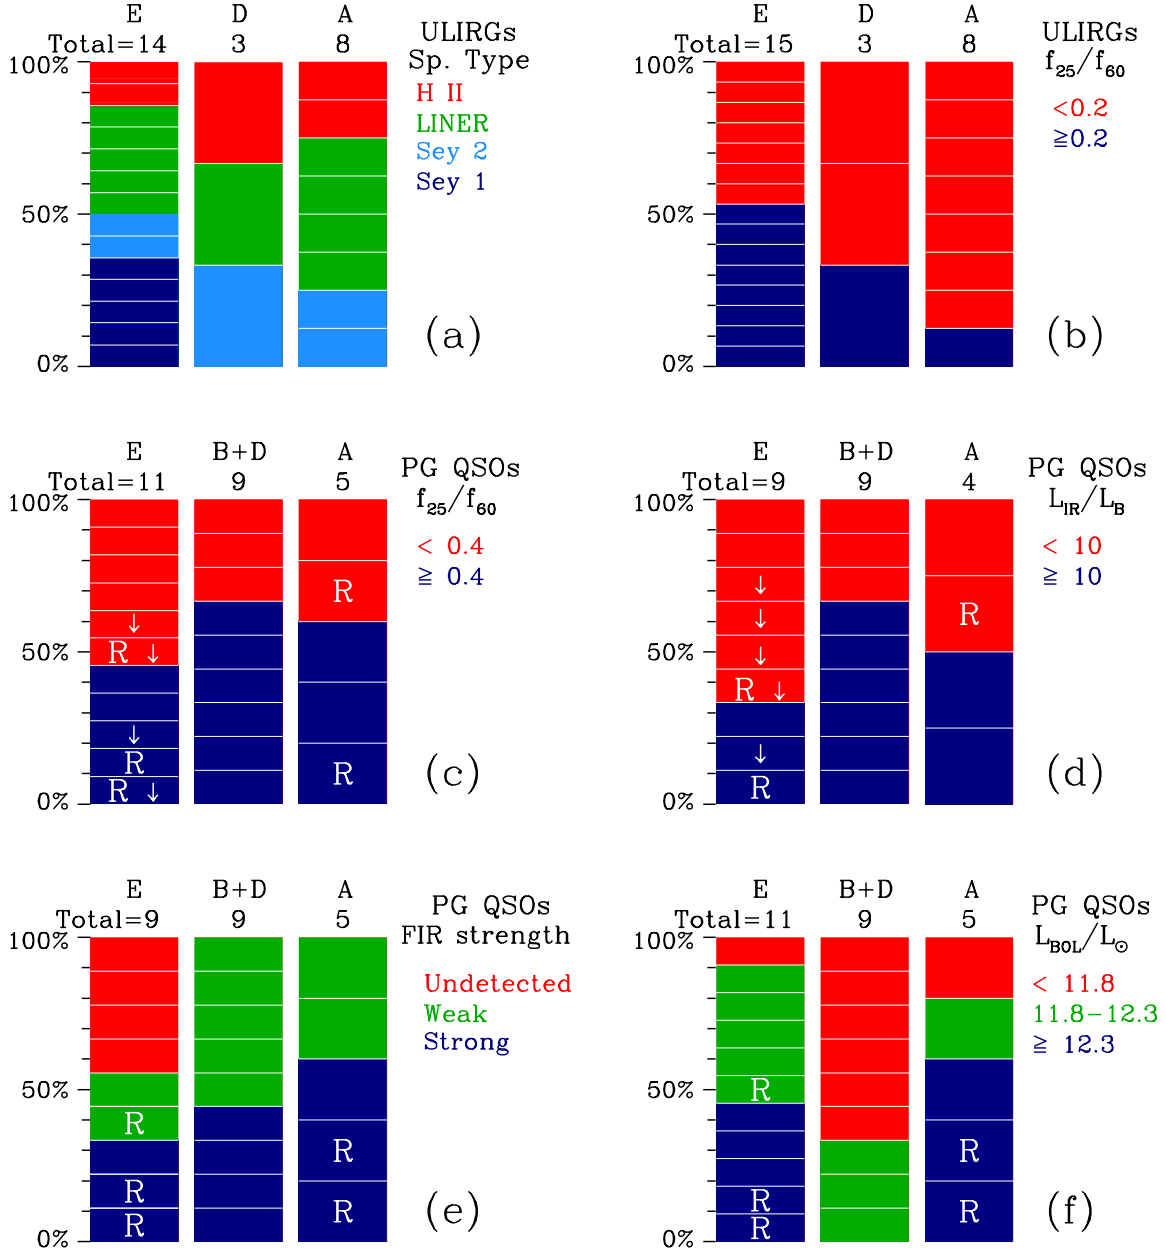 E D A
Total=14 3 8
ULIRGs
Sp. Type
H II
LINER
Sey 2
Sey 1
100%
50%
0%
(a)
E D A
Total=15 3 8
ULIRGs
f25/f60
<0.2
≧0.2
100%
50%
0%
(b)
E B+D A
Total=11 9 5
PG QSOs
f25/f60
< 0.4
≧ 0.4
100%
R
50%
R ↓
↓
↓
R
R ↓
R
0%
(c)
E B+D A
Total=9 9 4
PG QSOs
LIR/LB
< 10
≧ 10
100%
↓
↓
R
↓
50%
R ↓
↓
R
0%
(d)
E B+D A
Total=9 9 5
PG QSOs
FIR strength
Undetected
Weak
Strong
100%
50%
R
R
R
R
R
0%
(e)
E B+D A
Total=11 9 5
PG QSOs
LBOL/L⊙
< 11.8
11.8−12.3
≧ 12.3
100%
50%
R
R
R
R
R
0%
(f)